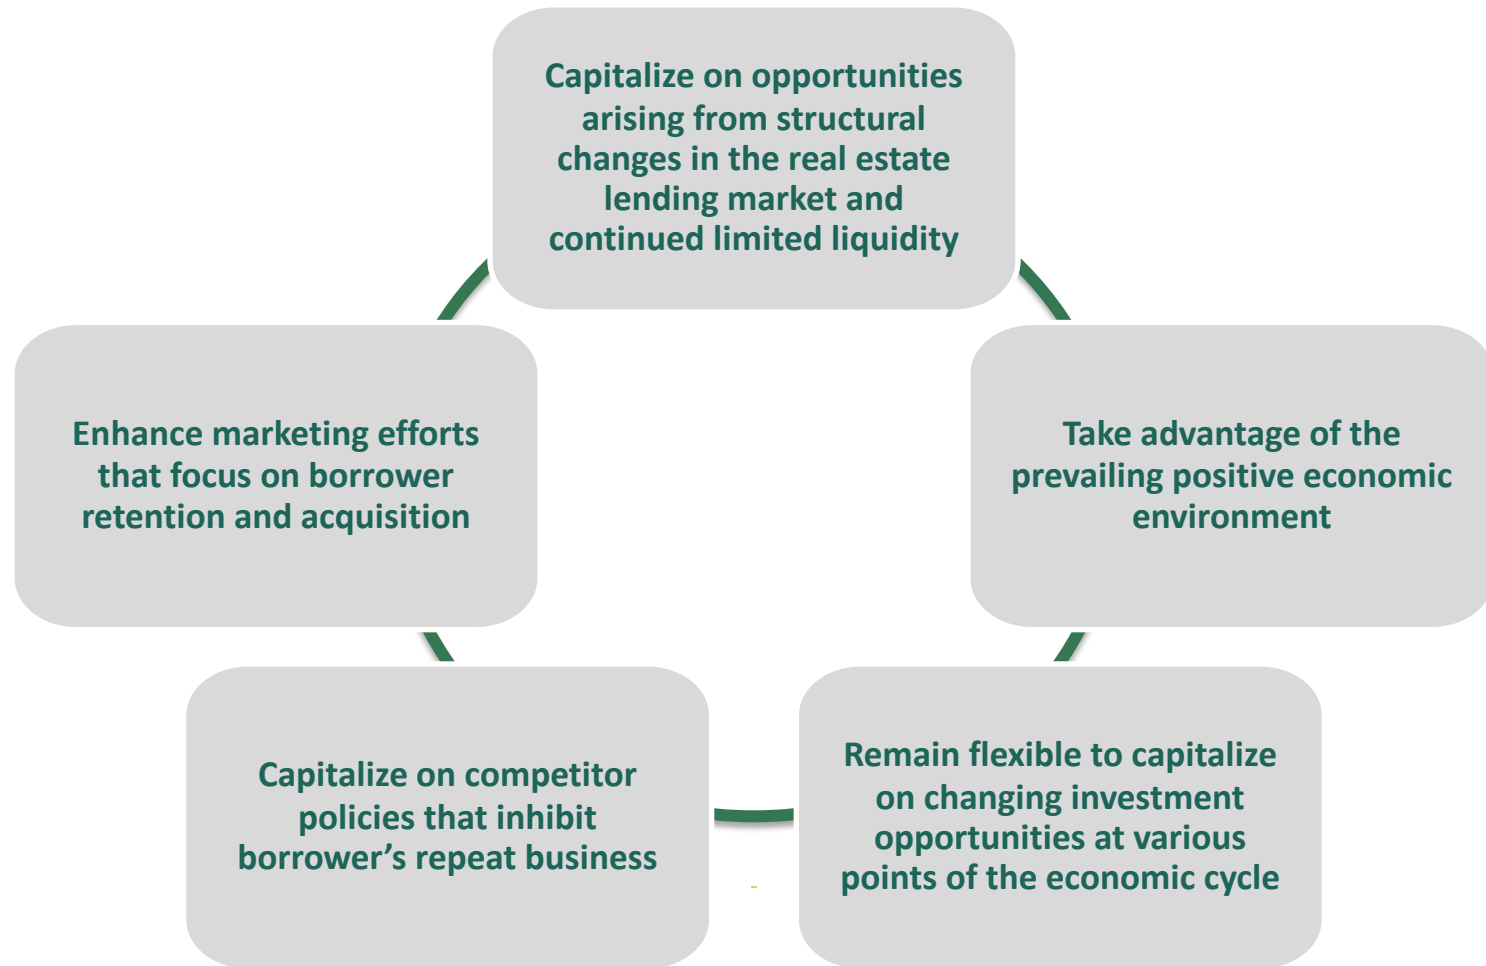 Capitalize on opportunities
arising from structural
changes in the real estate
lending market and
continued limited liquidity
Enhance marketing efforts
that focus on borrower
retention and acquisition
Take advantage of the
prevailing positive economic
environment
Capitalize on competitor
policies that inhibit
borrower’s repeat business
Remain flexible to capitalize
on changing investment
opportunities at various
points of the economic cycle
-